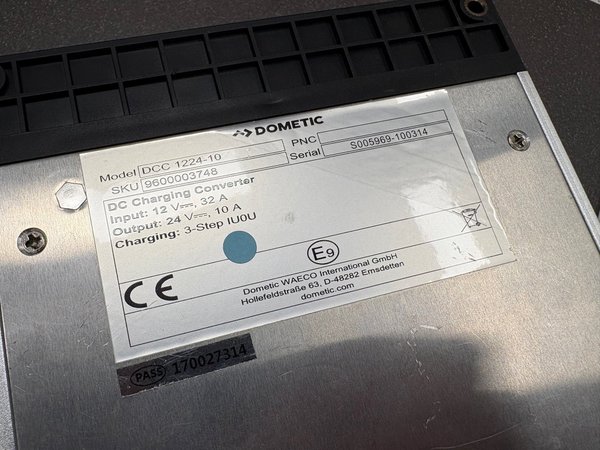 DOMETIC
Model DCC 1224-10 PNC
SKU 9600003748 Serial S005969-100314
DC Charging Converter
Input: 12 V⎓, 32 A
Output: 24 V⎓, 10 A
Charging: 3-Step IU0U
E9
CE
Dometic WAECO International GmbH
Hollefeldstraße 63, D-48282 Emsdetten
dometic.com
PASS 170027314